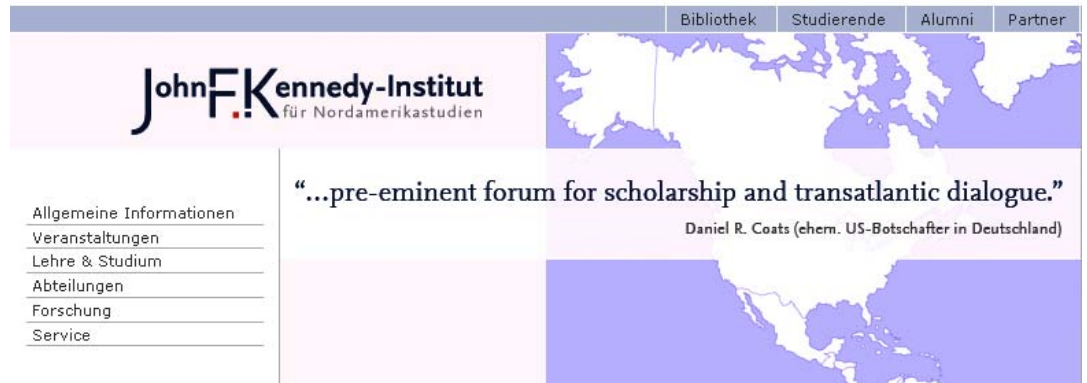 Bibliothek Studierende Alumni Partner
John F. Kennedy-Institut
für Nordamerikastudien
“...pre-eminent forum for scholarship and transatlantic dialogue.”
Daniel R. Coats (ehem. US-Botschafter in Deutschland)
Allgemeine Informationen
Veranstaltungen
Lehre & Studium
Abteilungen
Forschung
Service